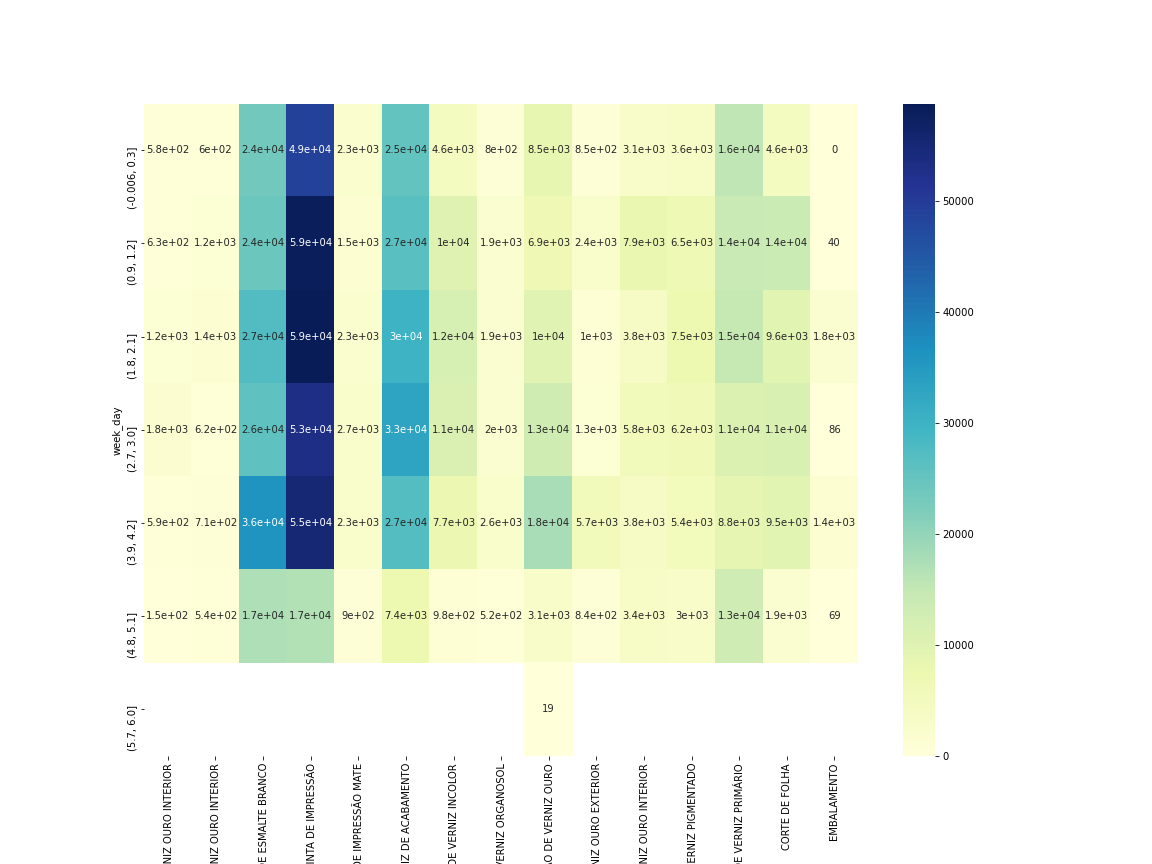 (-0.006, 0.3] 5.8e+02 6e+02 2.4e+04 4.9e+04 2.3e+03 2.5e+04 4.6e+03 8e+02 8.5e+03 8.5e+02 3.1e+03 3.6e+03 1.6e+04 4.6e+03 0
(0.9, 1.2] 6.3e+02 1.2e+03 2.4e+04 5.9e+04 1.5e+03 2.7e+04 1e+04 1.9e+03 6.9e+03 2.4e+03 7.9e+03 6.5e+03 1.4e+04 1.4e+04 40
(1.8, 2.1] 1.2e+03 1.4e+03 2.7e+04 5.9e+04 2.3e+03 3e+04 1.2e+04 1.9e+03 1e+04 1e+03 3.8e+03 7.5e+03 1.5e+04 9.6e+03 1.8e+03
week_day
(2.7, 3.0] 1.8e+03 6.2e+02 2.6e+04 5.3e+04 2.7e+03 3.3e+04 1.1e+04 2e+03 1.3e+04 1.3e+03 5.8e+03 6.2e+03 1.1e+04 1.1e+04 86
(3.9, 4.2] 5.9e+02 7.1e+02 3.6e+04 5.5e+04 2.3e+03 2.7e+04 7.7e+03 2.6e+03 1.8e+04 5.7e+03 3.8e+03 5.4e+03 8.8e+03 9.5e+03 1.4e+03
(4.8, 5.1] 1.5e+02 5.4e+02 1.7e+04 1.7e+04 9e+02 7.4e+03 9.8e+02 5.2e+02 3.1e+03 8.4e+02 3.4e+03 3e+03 1.3e+04 1.9e+03 69
(5.7, 6.0] 19
NIZ OURO INTERIOR
NIZ OURO INTERIOR
DE ESMALTE BRANCO
INTA DE IMPRESSÃO
DE IMPRESSÃO MATE
IZ DE ACABAMENTO
DE VERNIZ INCOLOR
VERNIZ ORGANOSOL
ÃO DE VERNIZ OURO
NIZ OURO EXTERIOR
NIZ OURO INTERIOR
ERNIZ PIGMENTADO
DE VERNIZ PRIMÁRIO
CORTE DE FOLHA
EMBALAMENTO
50000
40000
30000
20000
10000
0